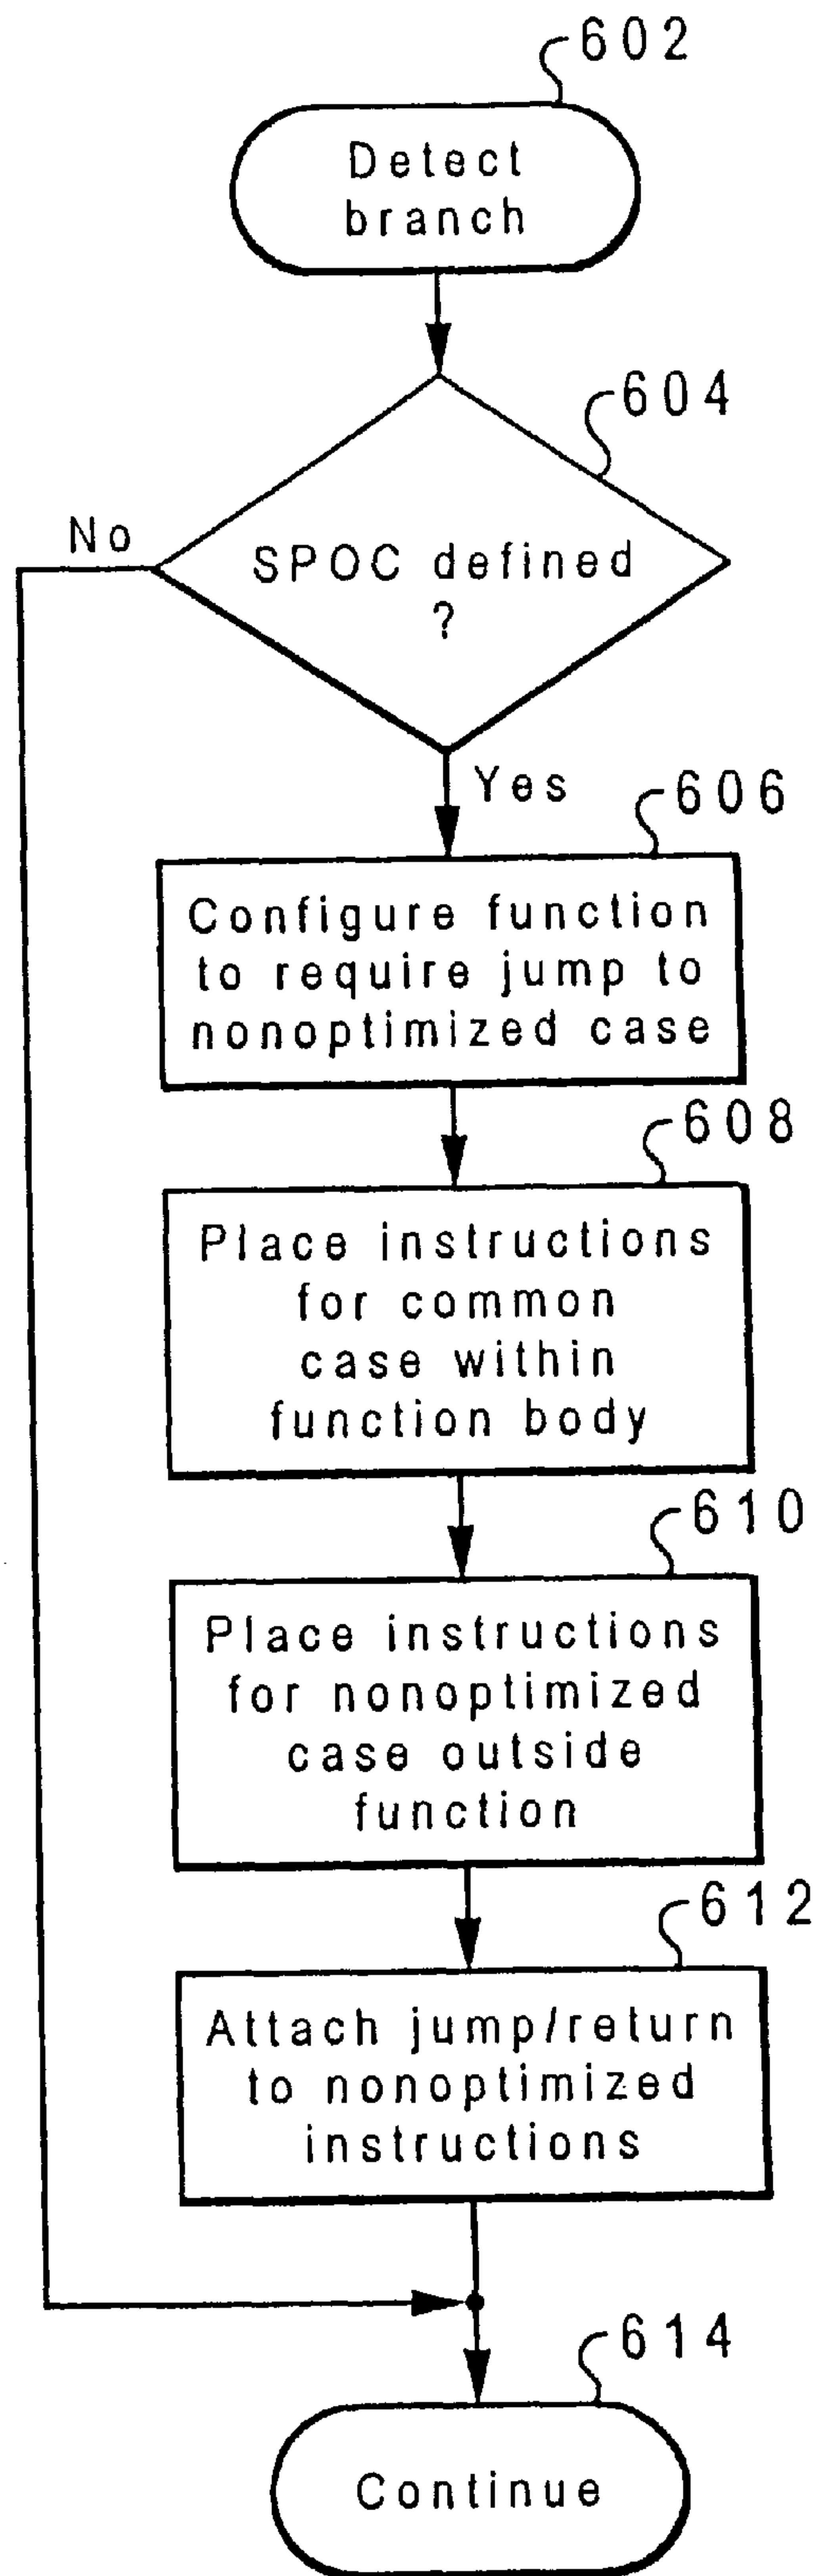 602
Detect
branch
604
No
SPOC defined
?
Yes
606
Configure function
to require jump to
nonoptimized case
608
Place instructions
for common
case within
function body
610
Place instructions
for nonoptimized
case outside
function
612
Attach jump/return
to nonoptimized
instructions
614
Continue